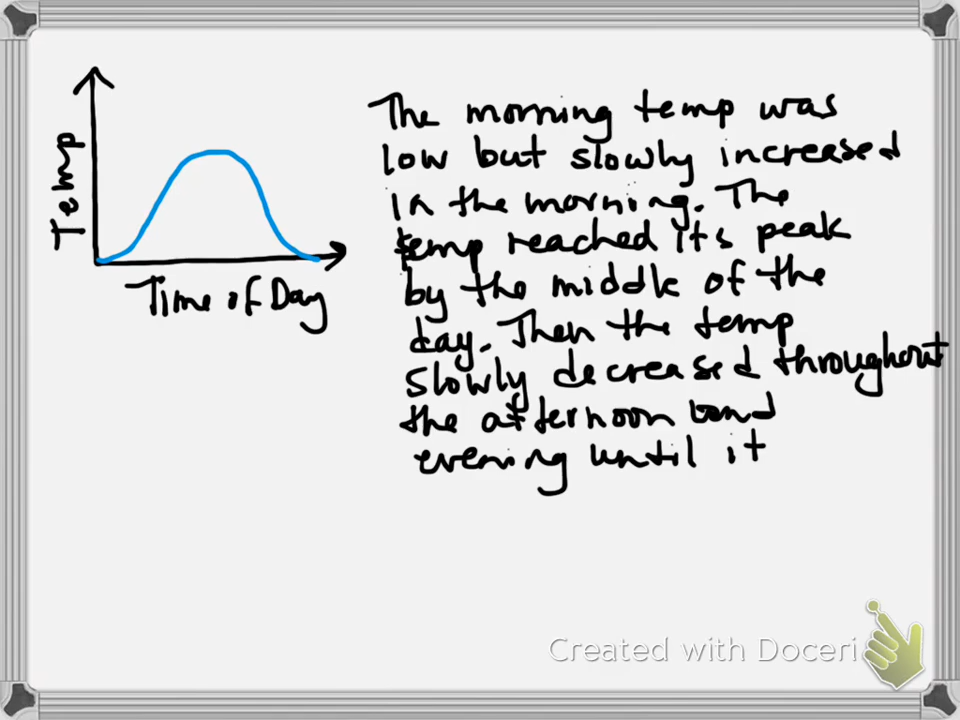 Temp
Time of Day
The morning temp was
low but slowly increased
in the morning. The
temp reached its peak
by the middle of the
day. Then the temp
slowly decreased throughout
the afternoon and
evening until it
Created with Doceri